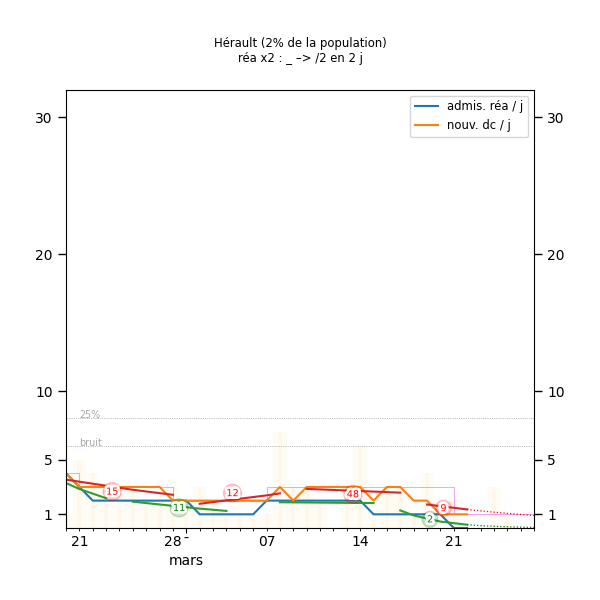 Hérault (2% de la population)
réa x2 : _ –> /2 en 2 j
admis. réa / j
nouv. dc / j
30 30
20 20
10 10
25%
bruit
5 5
15 12 48 9
11 2
1 1
21 28 07 14 21
mars